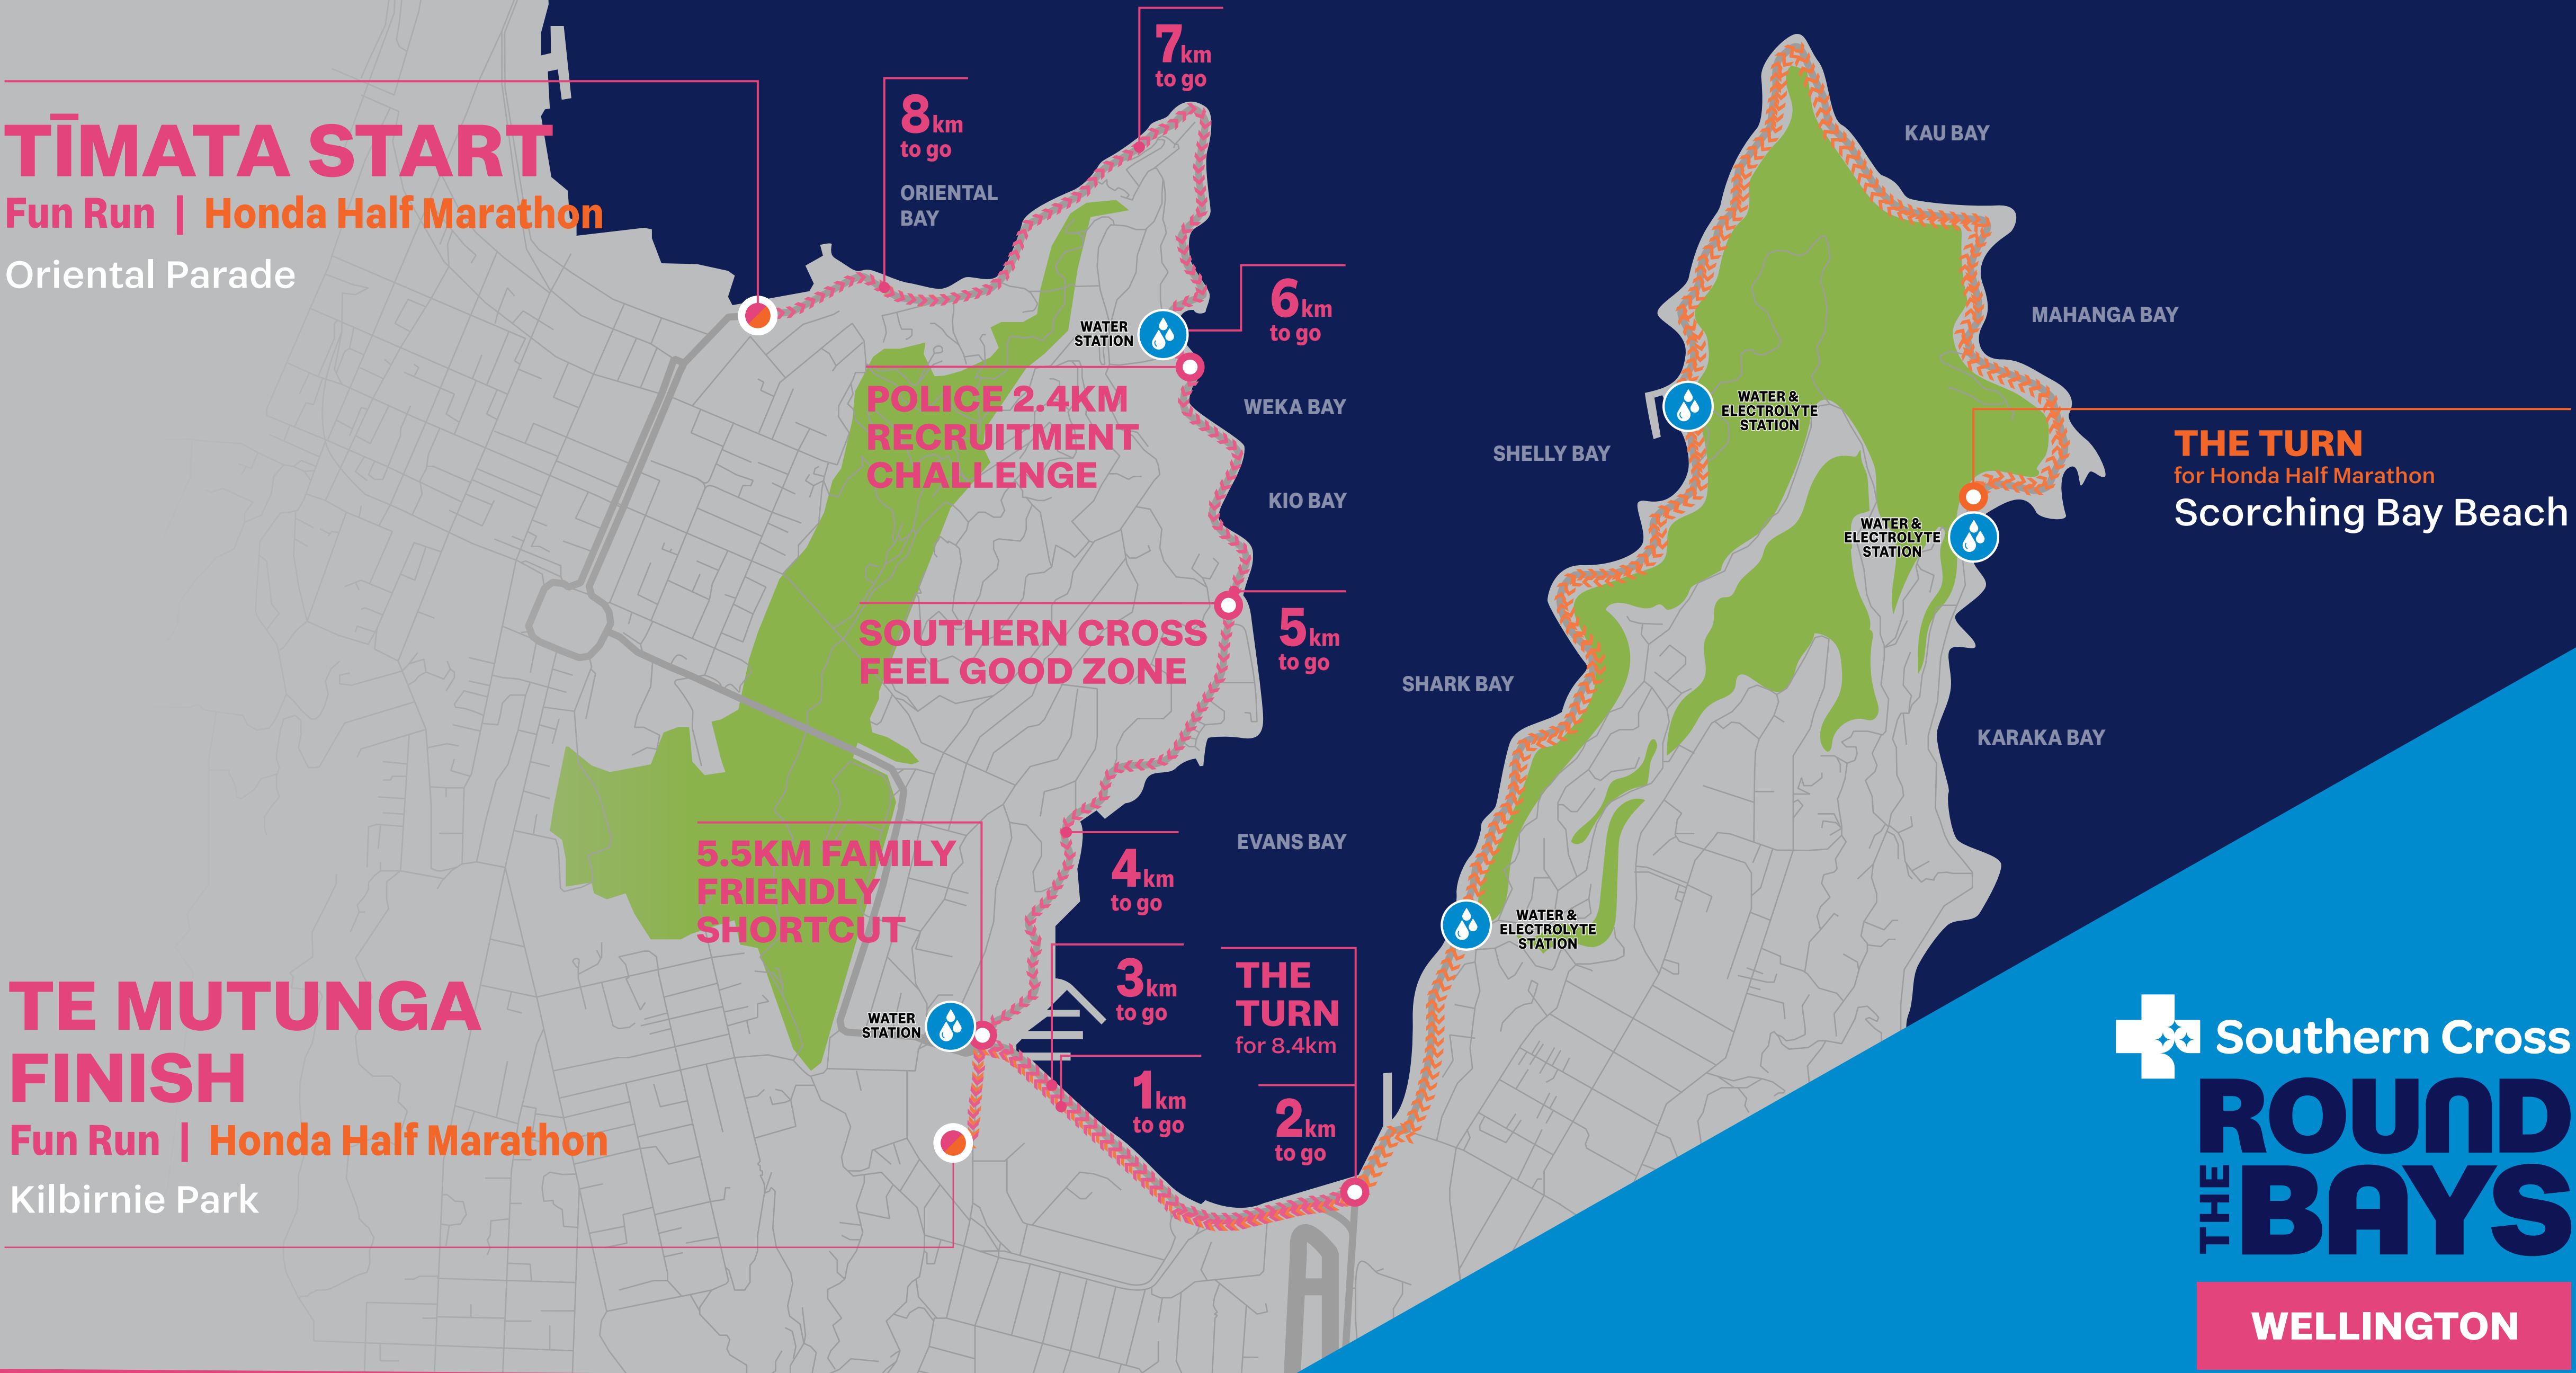 TĪMATA START
Fun Run | Honda Half Marathon
Oriental Parade
8km
to go
7km
to go
ORIENTAL
BAY
6km
to go
WATER
STATION
POLICE 2.4KM
RECRUITMENT
CHALLENGE
WEKA BAY
KIO BAY
SOUTHERN CROSS
FEEL GOOD ZONE
5km
to go
KAU BAY
MAHANGA BAY
WATER &
ELECTROLYTE
STATION
SHELLY BAY
THE TURN
for Honda Half Marathon
Scorching Bay Beach
WATER &
ELECTROLYTE
STATION
SHARK BAY
KARAKA BAY
EVANS BAY
5.5KM FAMILY
FRIENDLY
SHORTCUT
4km
to go
WATER &
ELECTROLYTE
STATION
3km
to go
THE
TURN
for 8.4km
WATER
STATION
1km
to go
2km
to go
TE MUTUNGA
FINISH
Fun Run | Honda Half Marathon
Kilbirnie Park
Southern Cross
ROUND
THE BAYS
WELLINGTON